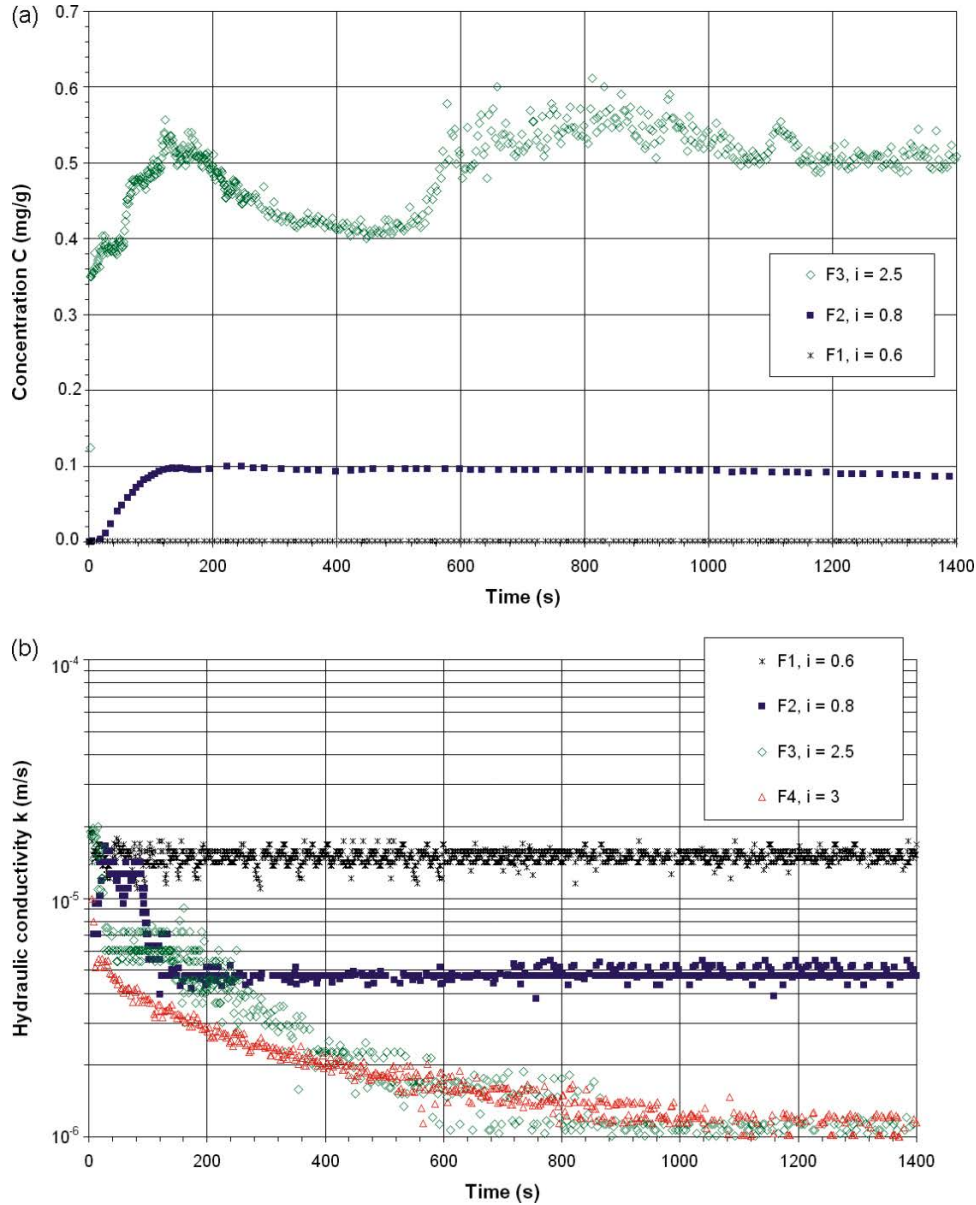 (a)
0.7
0.6
0.5
0.4
0.3
0.2
0.1
0.0
Concentration C (mg/g)
F3, i = 2.5
F2, i = 0.8
F1, i = 0.6
0 200 400 600 800 1000 1200 1400
Time (s)
(b)
10-4
10-5
10-6
Hydraulic conductivity k (m/s)
F1, i = 0.6
F2, i = 0.8
F3, i = 2.5
F4, i = 3
0 200 400 600 800 1000 1200 1400
Time (s)